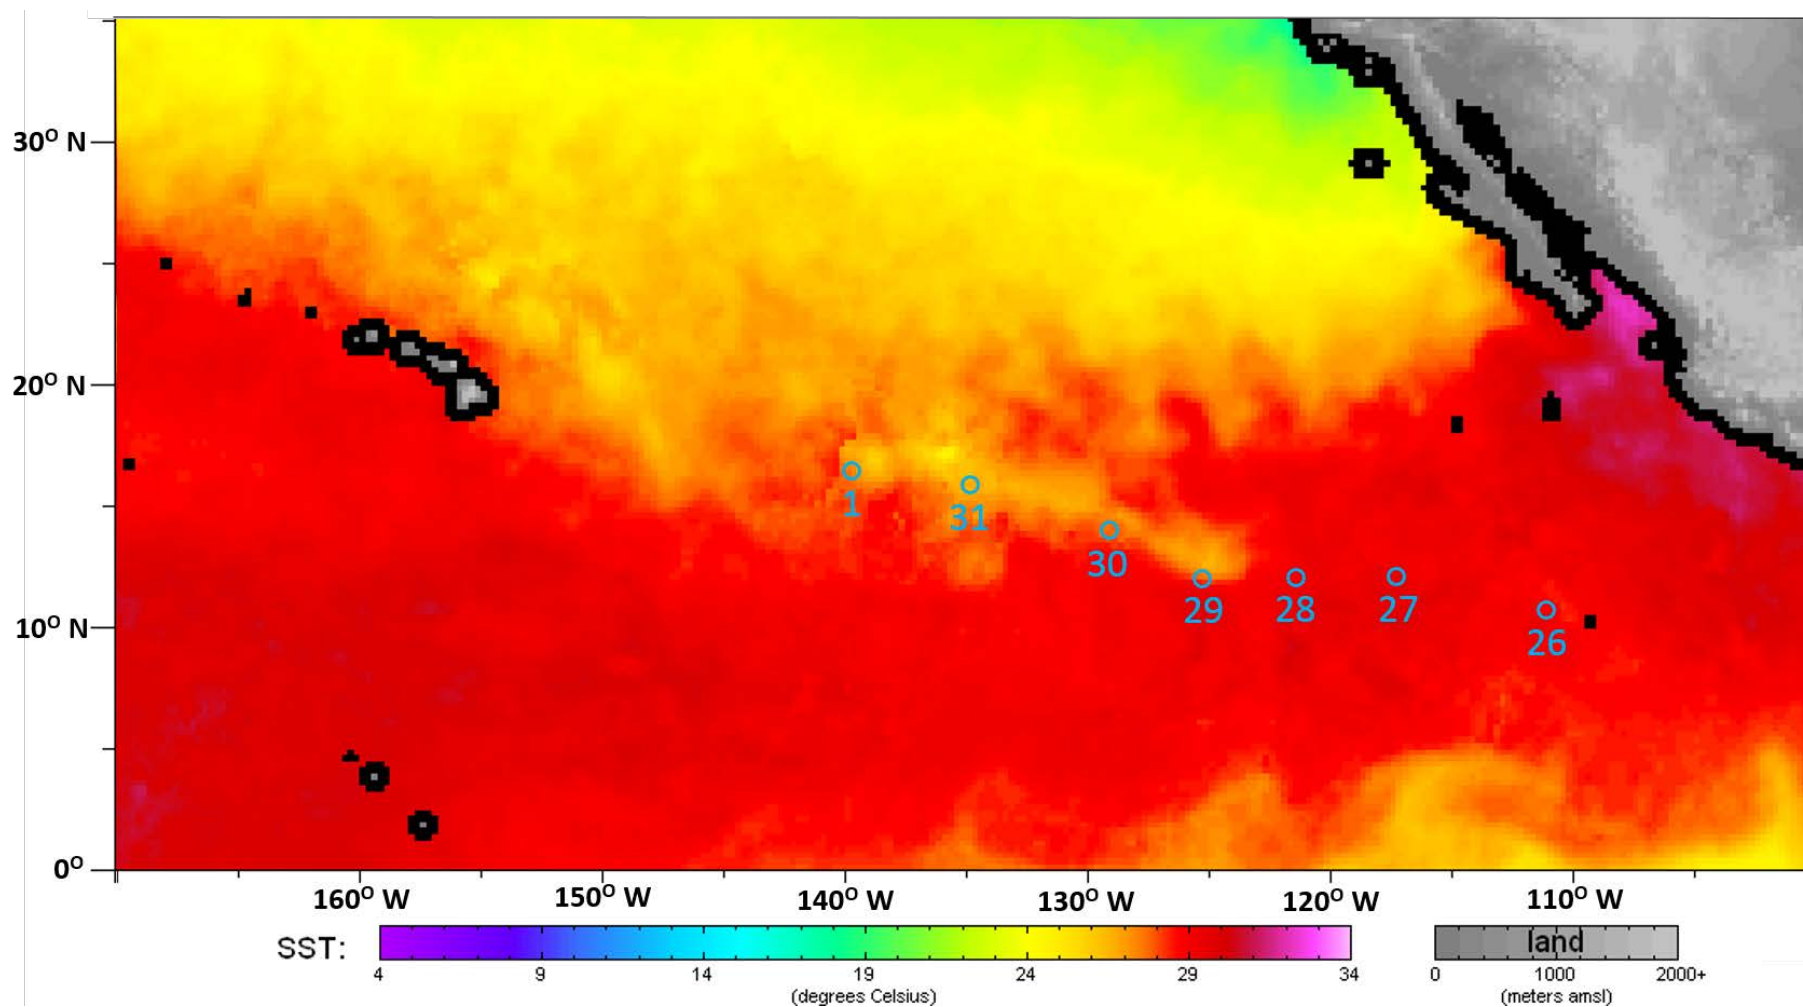 30° N
20° N
1
31
30
29
28
27
26
10° N
0°
160° W
150° W
140° W
130° W
120° W
110° W
SST:
4
9
14
19
24
29
34
(degrees Celsius)
land
0
1000
2000+
(meters amsl)